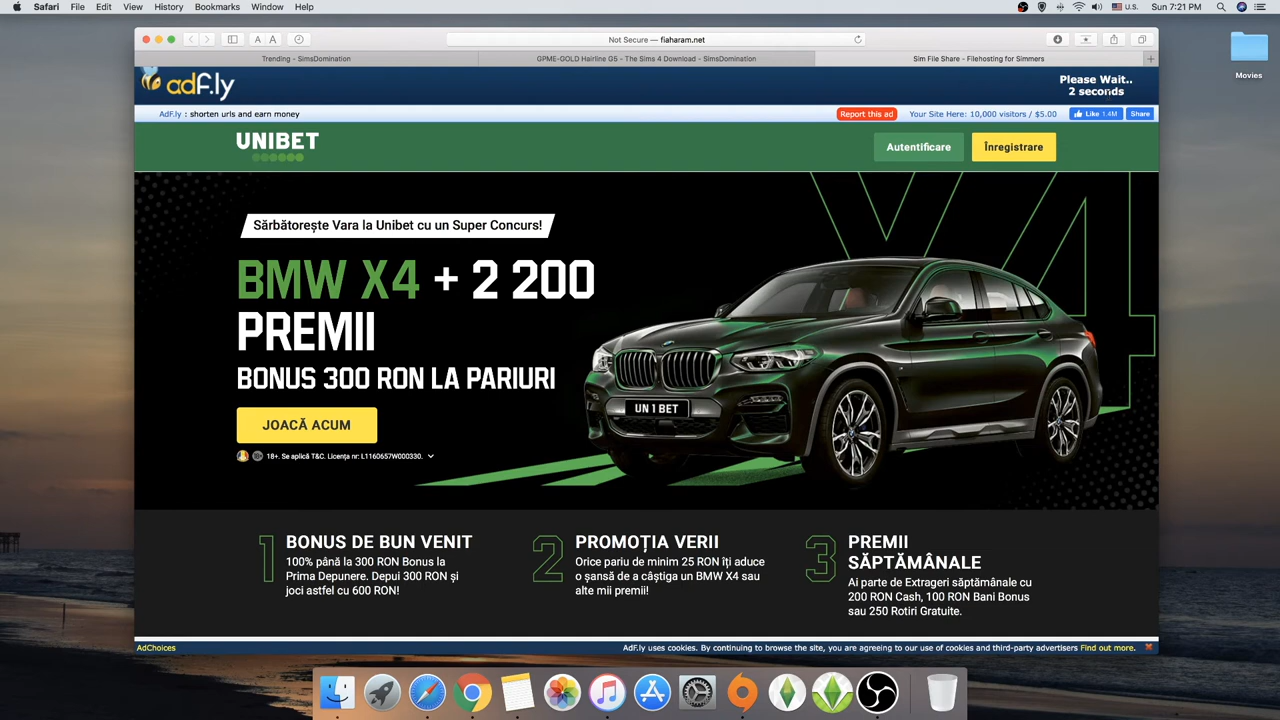 Safari File Edit View History Bookmarks Window Help
U.S. Sun 7:21 PM
A A
Not Secure — fiaharam.net
Trending - SimsDomination
GPME-GOLD Hairline G5 - The Sims 4 Download - SimsDomination
Sim File Share - Filehosting for Simmers
Movies
adf.ly
Please Wait..
2 seconds
AdF.ly : shorten urls and earn money
Report this ad
Your Site Here: 10,000 visitors / $5.00
Like 1.4M
Share
UNIBET
Autentificare
Înregistrare
Sărbătorește Vara la Unibet cu un Super Concurs!
BMW X4 + 2 200
PREMII
BONUS 300 RON LA PARIURI
JOACĂ ACUM
18+. Se aplică T&C. Licența nr: L1160657W000330.
UN 1 BET
1 BONUS DE BUN VENIT
100% până la 300 RON Bonus la
Prima Depunere. Depui 300 RON și
joci astfel cu 600 RON!
2 PROMOȚIA VERII
Orice pariu de minim 25 RON îți aduce
o șansă de a câștiga un BMW X4 sau
alte mii premii!
3 PREMII
SĂPTĂMÂNALE
Ai parte de Extrageri săptămânale cu
200 RON Cash, 100 RON Bani Bonus
sau 250 Rotiri Gratuite.
AdChoices
AdF.ly uses cookies. By continuing to browse the site, you are agreeing to our use of cookies and third-party advertisers Find out more.